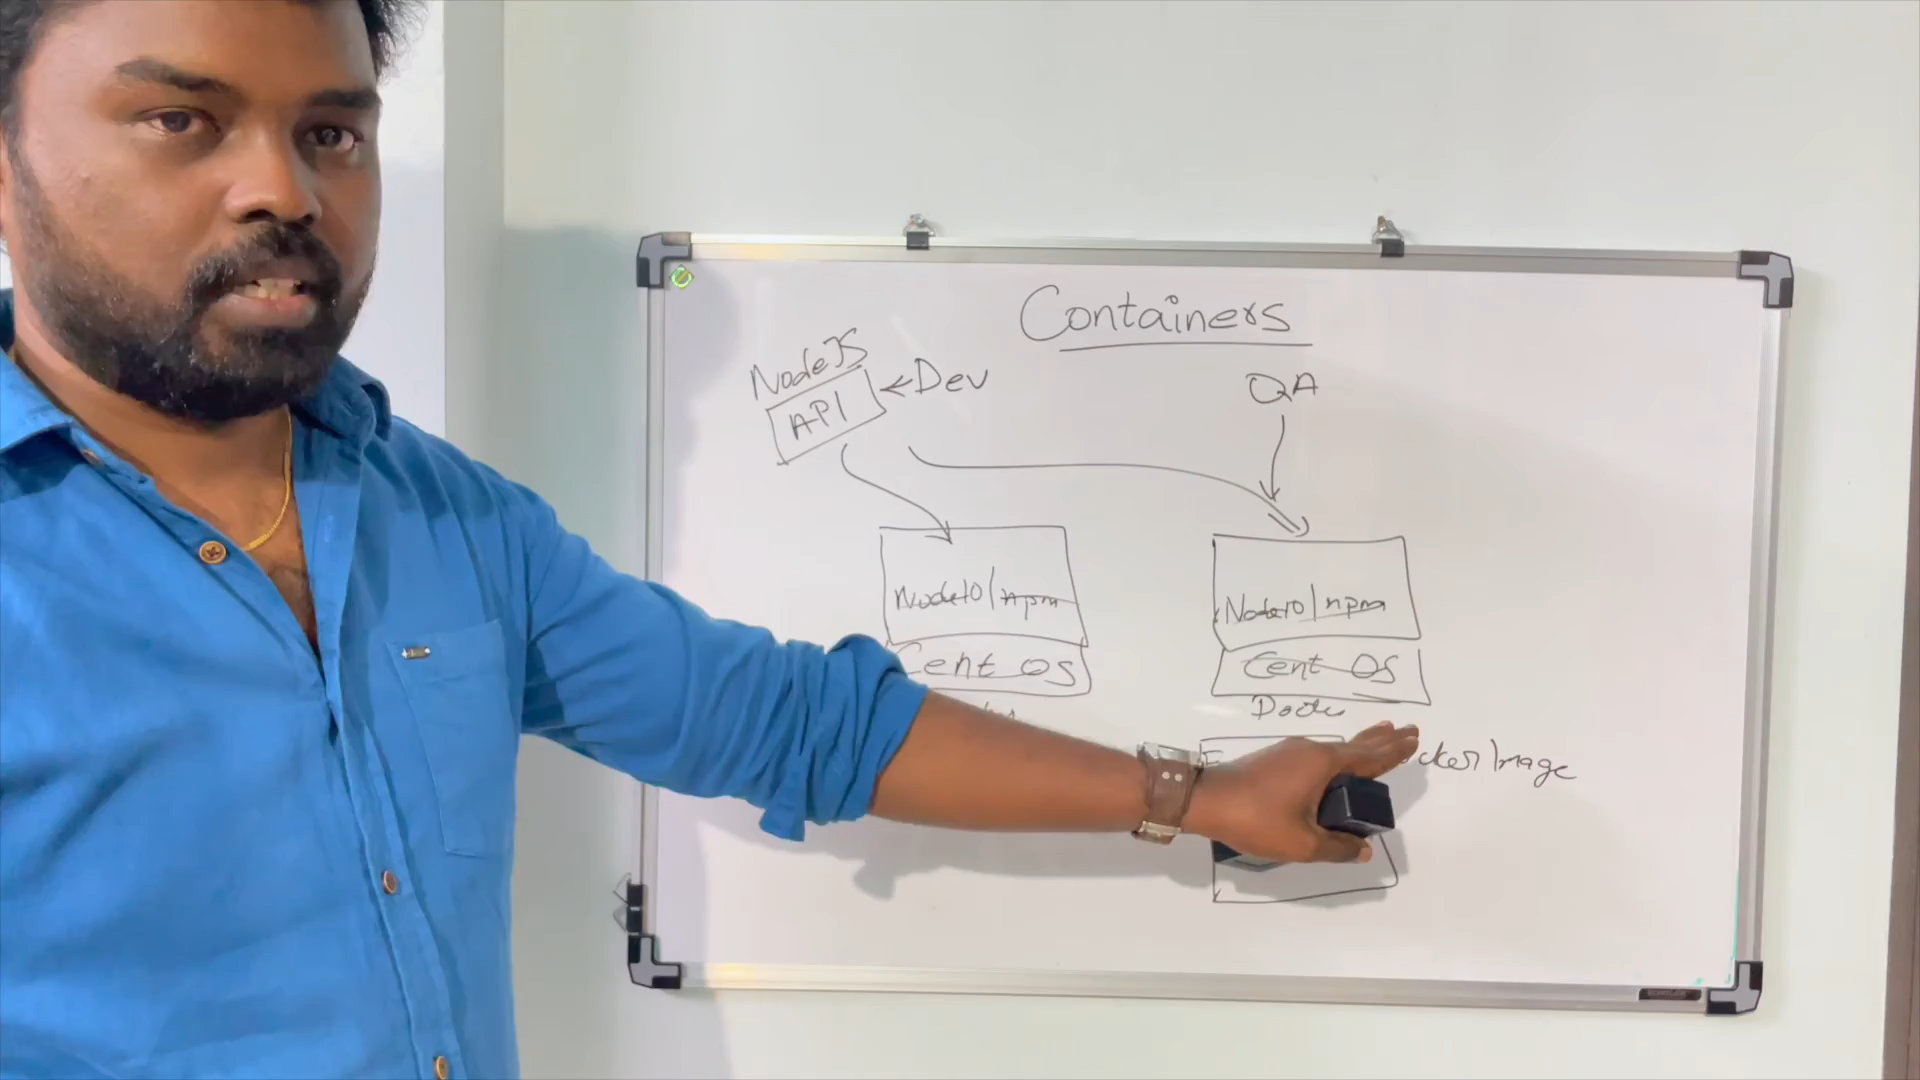 Containers
NodeJS
API
← Dev
QA
Node10 | npm
Cent OS
Node10 | npm
Cent OS
Docker
Image